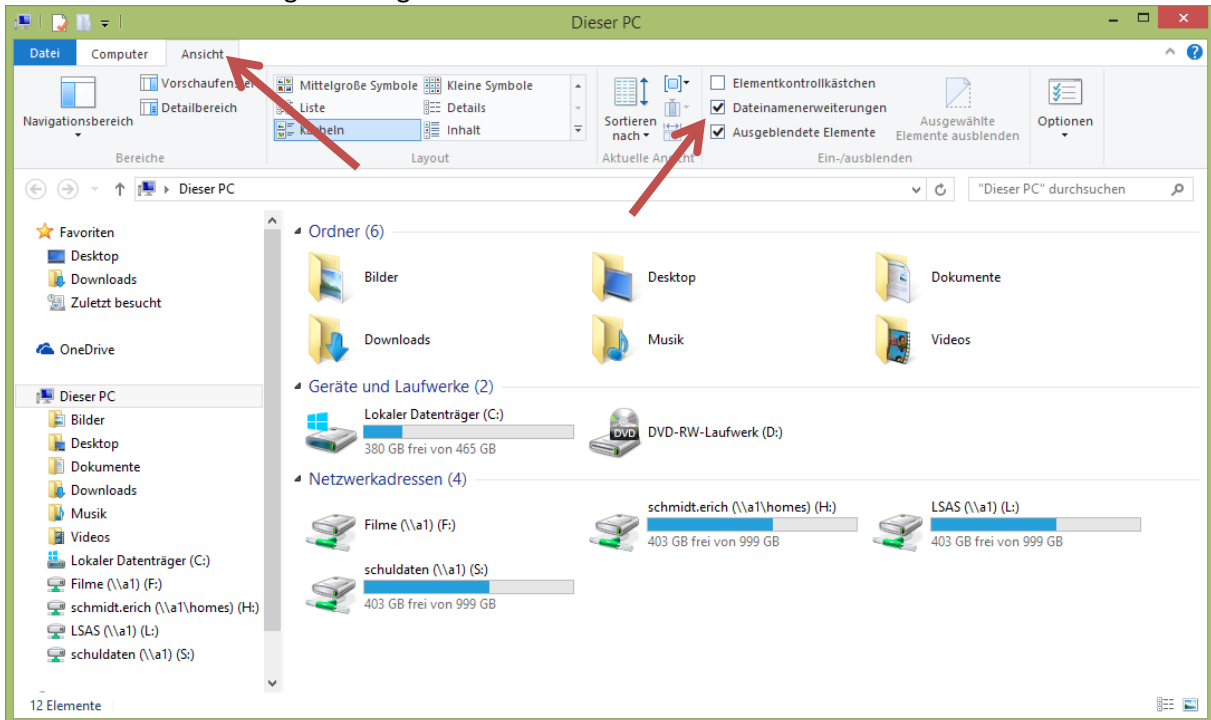 Dieser PC
Datei Computer Ansicht
Mittelgroße Symbole Kleine Symbole Elementkontrollkästchen
Detailbereich Liste Details Dateinamenerweiterungen
Navigationsbereich Inhalt Sortieren nach Ausgeblendete Elemente Ausgewählte Elemente ausblenden Optionen
Bereiche Layout Aktuelle Ein-/ausblenden
Dieser PC "Dieser PC" durchsuchen
Favoriten
Desktop
Downloads
Zuletzt besucht
OneDrive
Dieser PC
Bilder
Desktop
Dokumente
Downloads
Musik
Videos
Lokaler Datenträger (C:)
Filme (\\a1) (F:)
schmidt.erich (\\a1\homes) (H:)
LSAS (\\a1) (L:)
schuldaten (\\a1) (S:)
Ordner (6)
Bilder Desktop Dokumente
Downloads Musik Videos
Geräte und Laufwerke (2)
Lokaler Datenträger (C:)
380 GB frei von 465 GB
DVD
DVD-RW-Laufwerk (D:)
Netzwerkadressen (4)
Filme (\\a1) (F:)
schmidt.erich (\\a1\homes) (H:)
403 GB frei von 999 GB
LSAS (\\a1) (L:)
403 GB frei von 999 GB
schuldaten (\\a1) (S:)
403 GB frei von 999 GB
12 Elemente